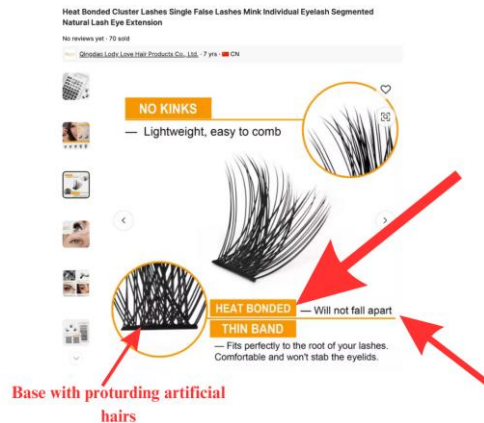 Heat Bonded Cluster Lashes Single False Lashes Mink Individual Eyelash Segmented
Natural Lash Eye Extension
No reviews yet · 70 sold
Qingdao Lody Love Hair Products Co., Ltd. · 7 yrs · CN
NO KINKS
— Lightweight, easy to comb
HEAT BONDED — Will not fall apart
THIN BAND
— Fits perfectly to the root of your lashes.
Comfortable and won't stab the eyelids.
Base with proturding artificial
hairs